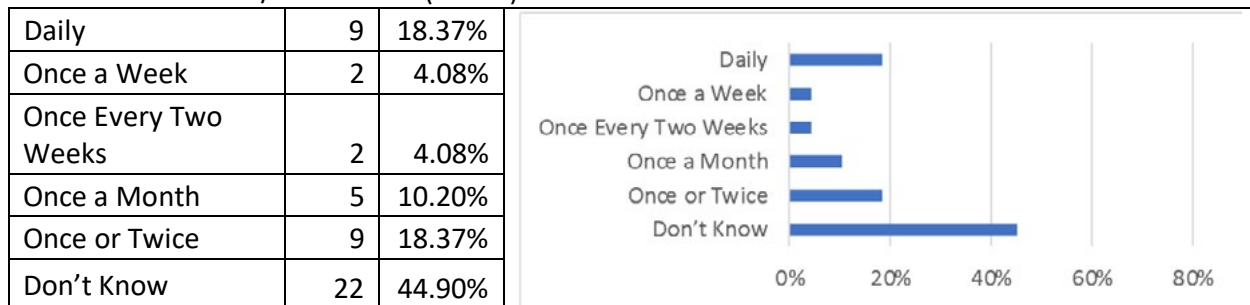 Daily 9 18.37%
Once a Week 2 4.08%
Once Every Two
Weeks 2 4.08%
Once a Month 5 10.20%
Once or Twice 9 18.37%
Don't Know 22 44.90%
Daily
Once a Week
Once Every Two Weeks
Once a Month
Once or Twice
Don't Know
0% 20% 40% 60% 80%